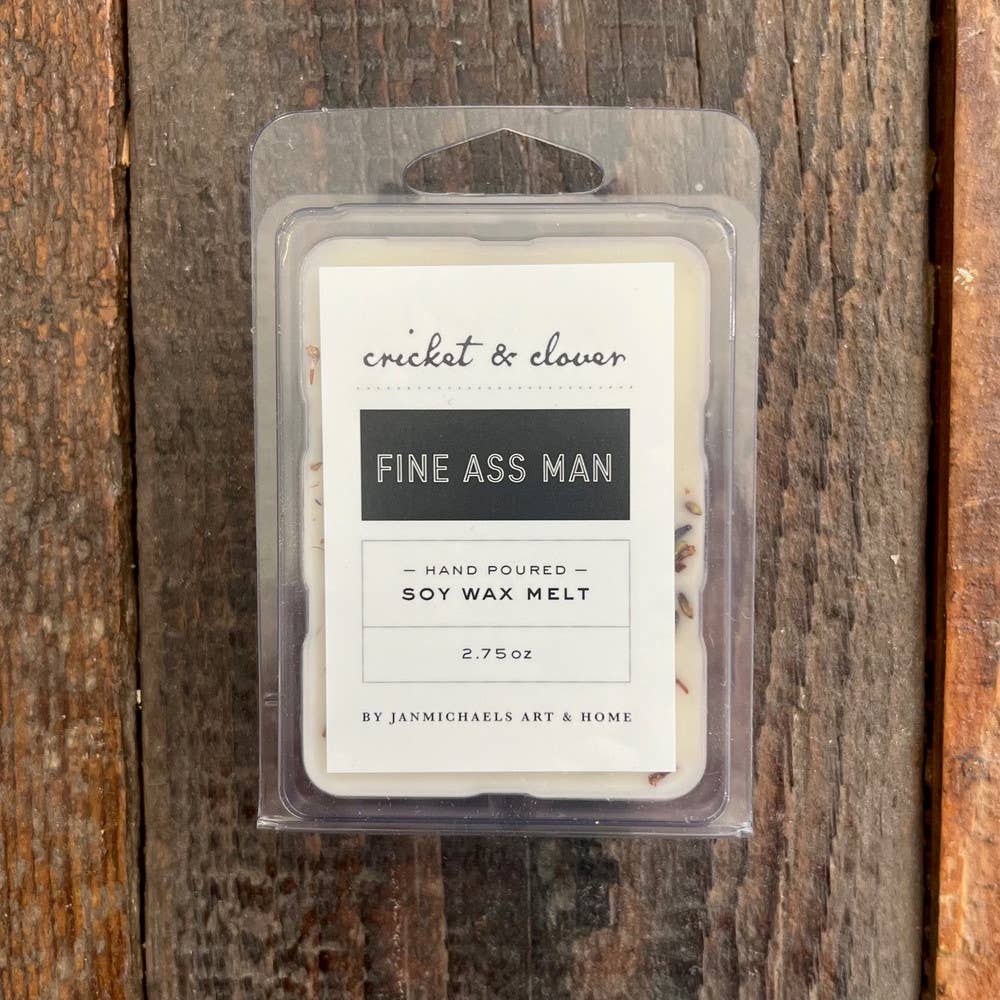 cricket & clover
FINE ASS MAN
— HAND POURED —
SOY WAX MELT
2.75oz
BY JANMICHAELS ART & HOME